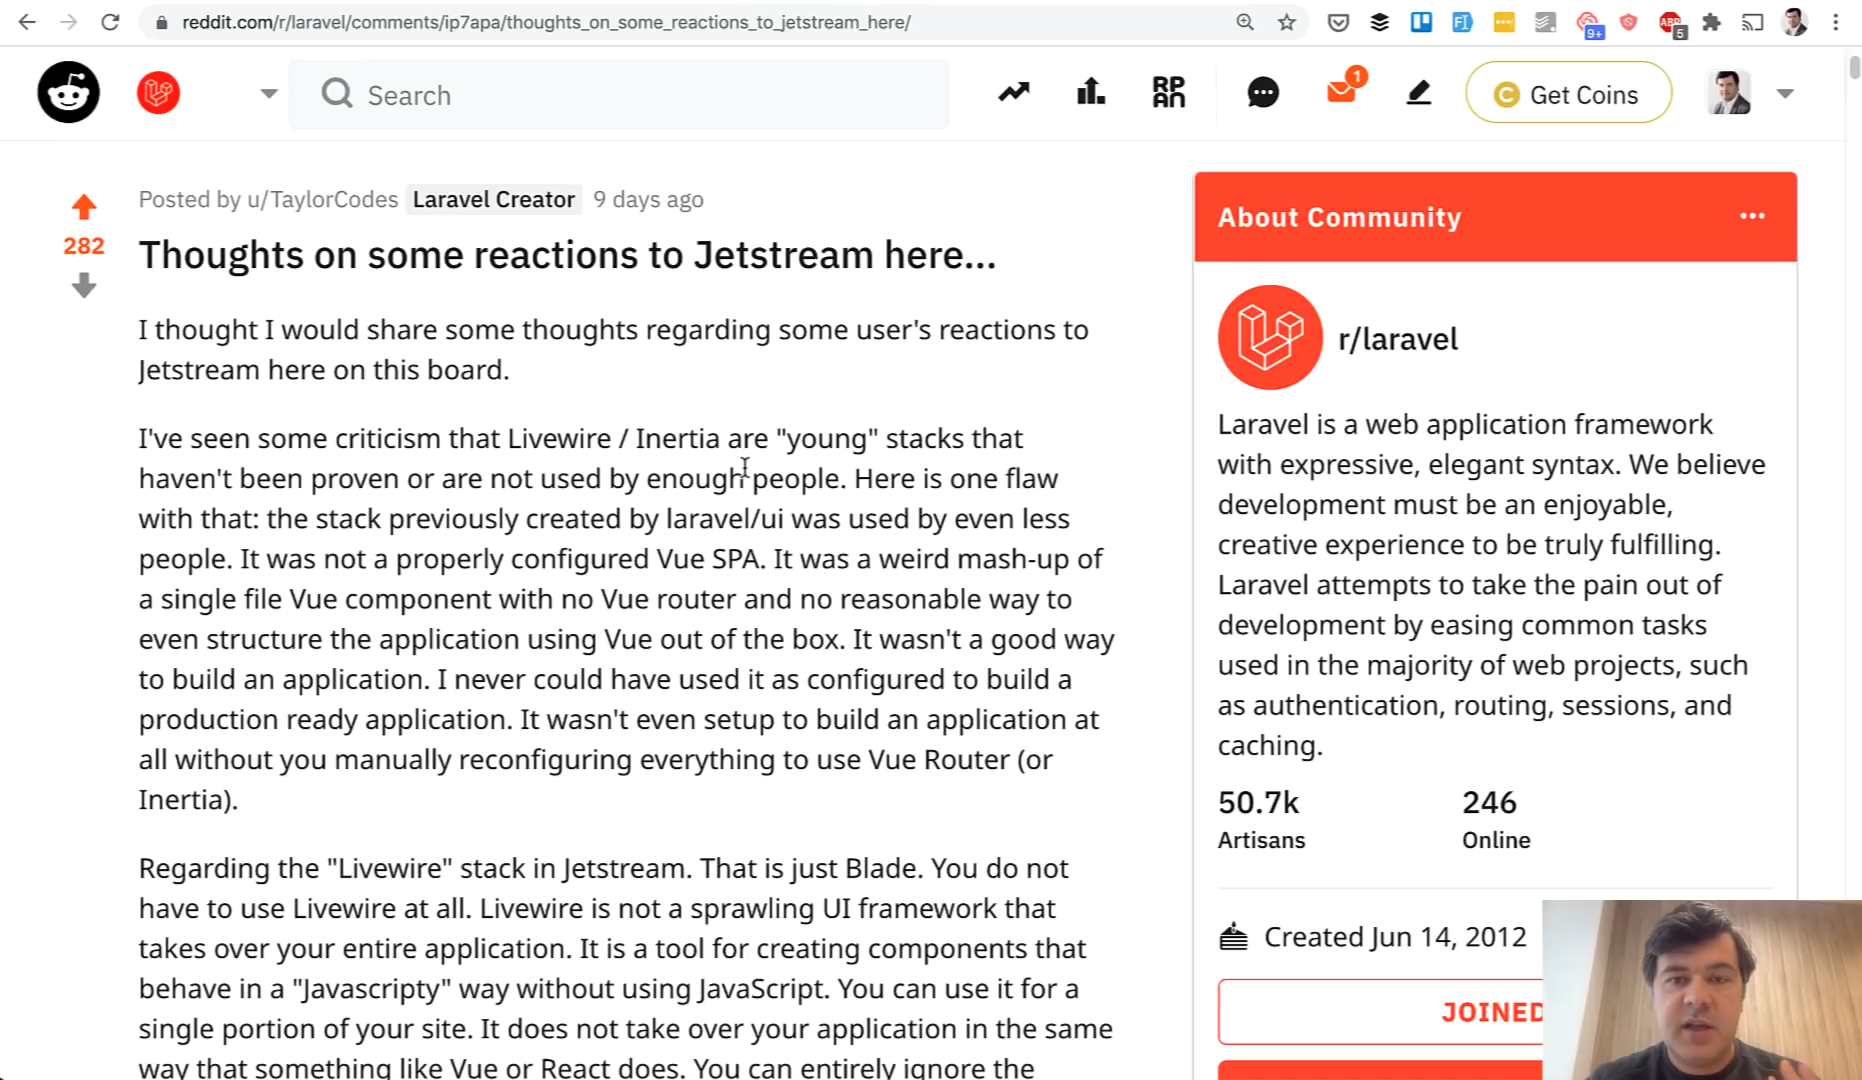 reddit.com/r/laravel/comments/ip7apa/thoughts_on_some_reactions_to_jetstream_here/
9+
ABP
5
Search
RPAN
1
Get Coins
Posted by u/TaylorCodes Laravel Creator 9 days ago
282
Thoughts on some reactions to Jetstream here...
I thought I would share some thoughts regarding some user's reactions to
Jetstream here on this board.
I've seen some criticism that Livewire / Inertia are "young" stacks that
haven't been proven or are not used by enough people. Here is one flaw
with that: the stack previously created by laravel/ui was used by even less
people. It was not a properly configured Vue SPA. It was a weird mash-up of
a single file Vue component with no Vue router and no reasonable way to
even structure the application using Vue out of the box. It wasn't a good way
to build an application. I never could have used it as configured to build a
production ready application. It wasn't even setup to build an application at
all without you manually reconfiguring everything to use Vue Router (or
Inertia).
Regarding the "Livewire" stack in Jetstream. That is just Blade. You do not
have to use Livewire at all. Livewire is not a sprawling UI framework that
takes over your entire application. It is a tool for creating components that
behave in a "Javascripty" way without using JavaScript. You can use it for a
single portion of your site. It does not take over your application in the same
way that something like Vue or React does. You can entirely ignore the
About Community
r/laravel
Laravel is a web application framework
with expressive, elegant syntax. We believe
development must be an enjoyable,
creative experience to be truly fulfilling.
Laravel attempts to take the pain out of
development by easing common tasks
used in the majority of web projects, such
as authentication, routing, sessions, and
caching.
50.7k 246
Artisans Online
Created Jun 14, 2012
JOINED